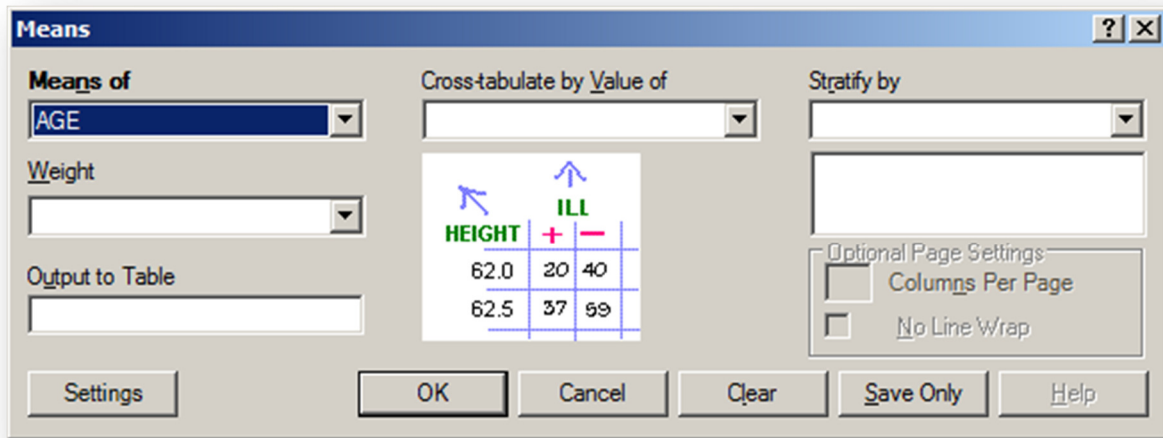 Means
Means of
Cross-tabulate by Value of
Stratify by
AGE
Weight
ILL
HEIGHT + −
62.0 20 40
62.5 37 59
Output to Table
Optional Page Settings
Columns Per Page
No Line Wrap
Settings
OK
Cancel
Clear
Save Only
Help